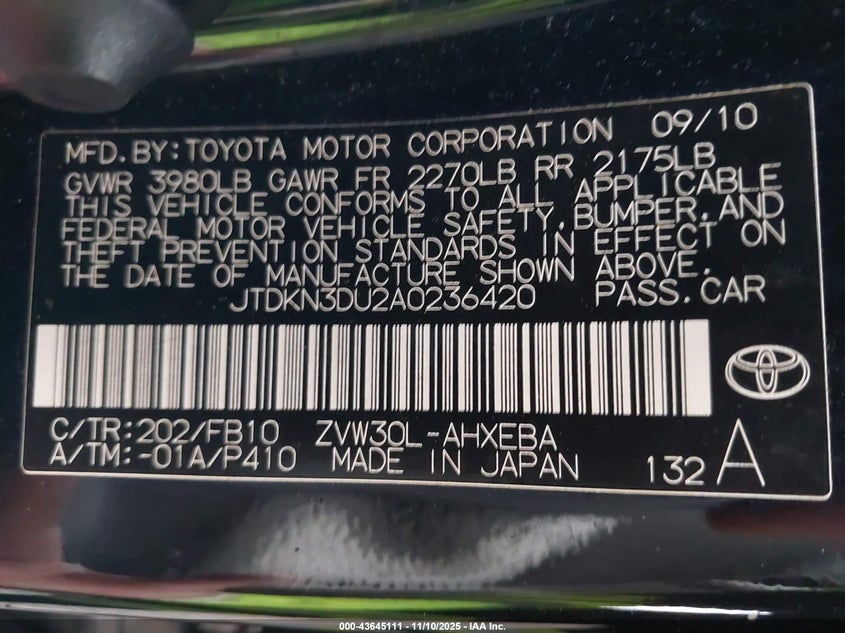 MFD.BY:TOYOTA MOTOR CORPORATION 09/10
GVWR 3980LB GAWR FR 2270LB RR 2175LB
THIS VEHICLE CONFORMS TO ALL APPLICABLE
FEDERAL MOTOR VEHICLE SAFETY,BUMPER,AND
THEFT PREVENTION STANDARDS IN EFFECT ON
THE DATE OF MANUFACTURE SHOWN ABOVE.
JTDKN3DU2A0236420 PASS.CAR
C/TR:202/FB10 ZVW30L-AHXEBA
A/TM:-01A/P410 MADE IN JAPAN 132 A
000-43645111 - 11/10/2025 - IAA Inc.